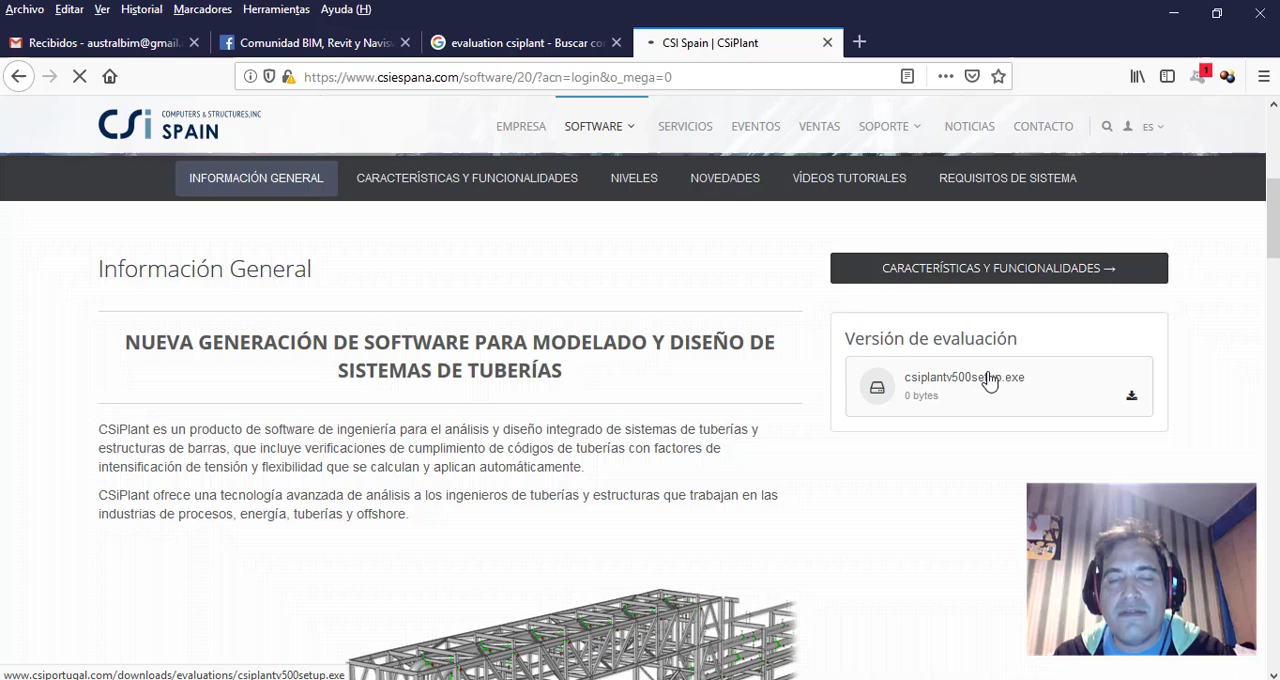 Archivo Editar Ver Historial Marcadores Herramientas Ayuda (H)
Recibidos - australbim@gmail.
Comunidad BIM, Revit y Navisw
evaluation csiplant - Buscar co
CSI Spain | CSiPlant
https://www.csiespana.com/software/20/?acn=login&o_mega=0
1
CSi COMPUTERS & STRUCTURES, INC
SPAIN
EMPRESA SOFTWARE SERVICIOS EVENTOS VENTAS SOPORTE NOTICIAS CONTACTO ES
INFORMACIÓN GENERAL CARACTERÍSTICAS Y FUNCIONALIDADES NIVELES NOVEDADES VÍDEOS TUTORIALES REQUISITOS DE SISTEMA
Información General
CARACTERÍSTICAS Y FUNCIONALIDADES →
NUEVA GENERACIÓN DE SOFTWARE PARA MODELADO Y DISEÑO DE
SISTEMAS DE TUBERÍAS
Versión de evaluación
csiplantv500setup.exe
0 bytes
CSiPlant es un producto de software de ingeniería para el análisis y diseño integrado de sistemas de tuberías y
estructuras de barras, que incluye verificaciones de cumplimiento de códigos de tuberías con factores de
intensificación de tensión y flexibilidad que se calculan y aplican automáticamente.
CSiPlant ofrece una tecnología avanzada de análisis a los ingenieros de tuberías y estructuras que trabajan en las
industrias de procesos, energía, tuberías y offshore.
www.csiportugal.com/downloads/evaluations/csiplantv500setup.exe